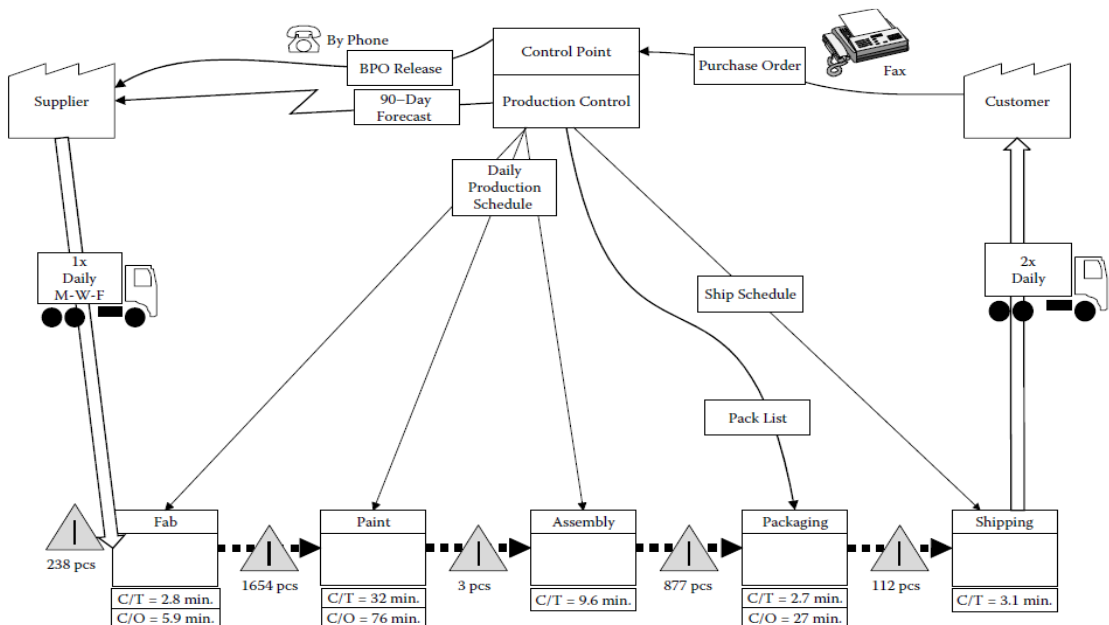 By Phone
BPO Release
Control Point
Purchase Order
Fax
Supplier
90–Day
Forecast
Production Control
Customer
Daily
Production
Schedule
1x
Daily
M-W-F
2x
Daily
Ship Schedule
Pack List
I
238 pcs
Fab
C/T = 2.8 min.
C/O = 5.9 min.
I
1654 pcs
Paint
C/T = 32 min.
C/O = 76 min.
I
3 pcs
Assembly
C/T = 9.6 min.
I
877 pcs
Packaging
C/T = 2.7 min.
C/O = 27 min.
I
112 pcs
Shipping
C/T = 3.1 min.